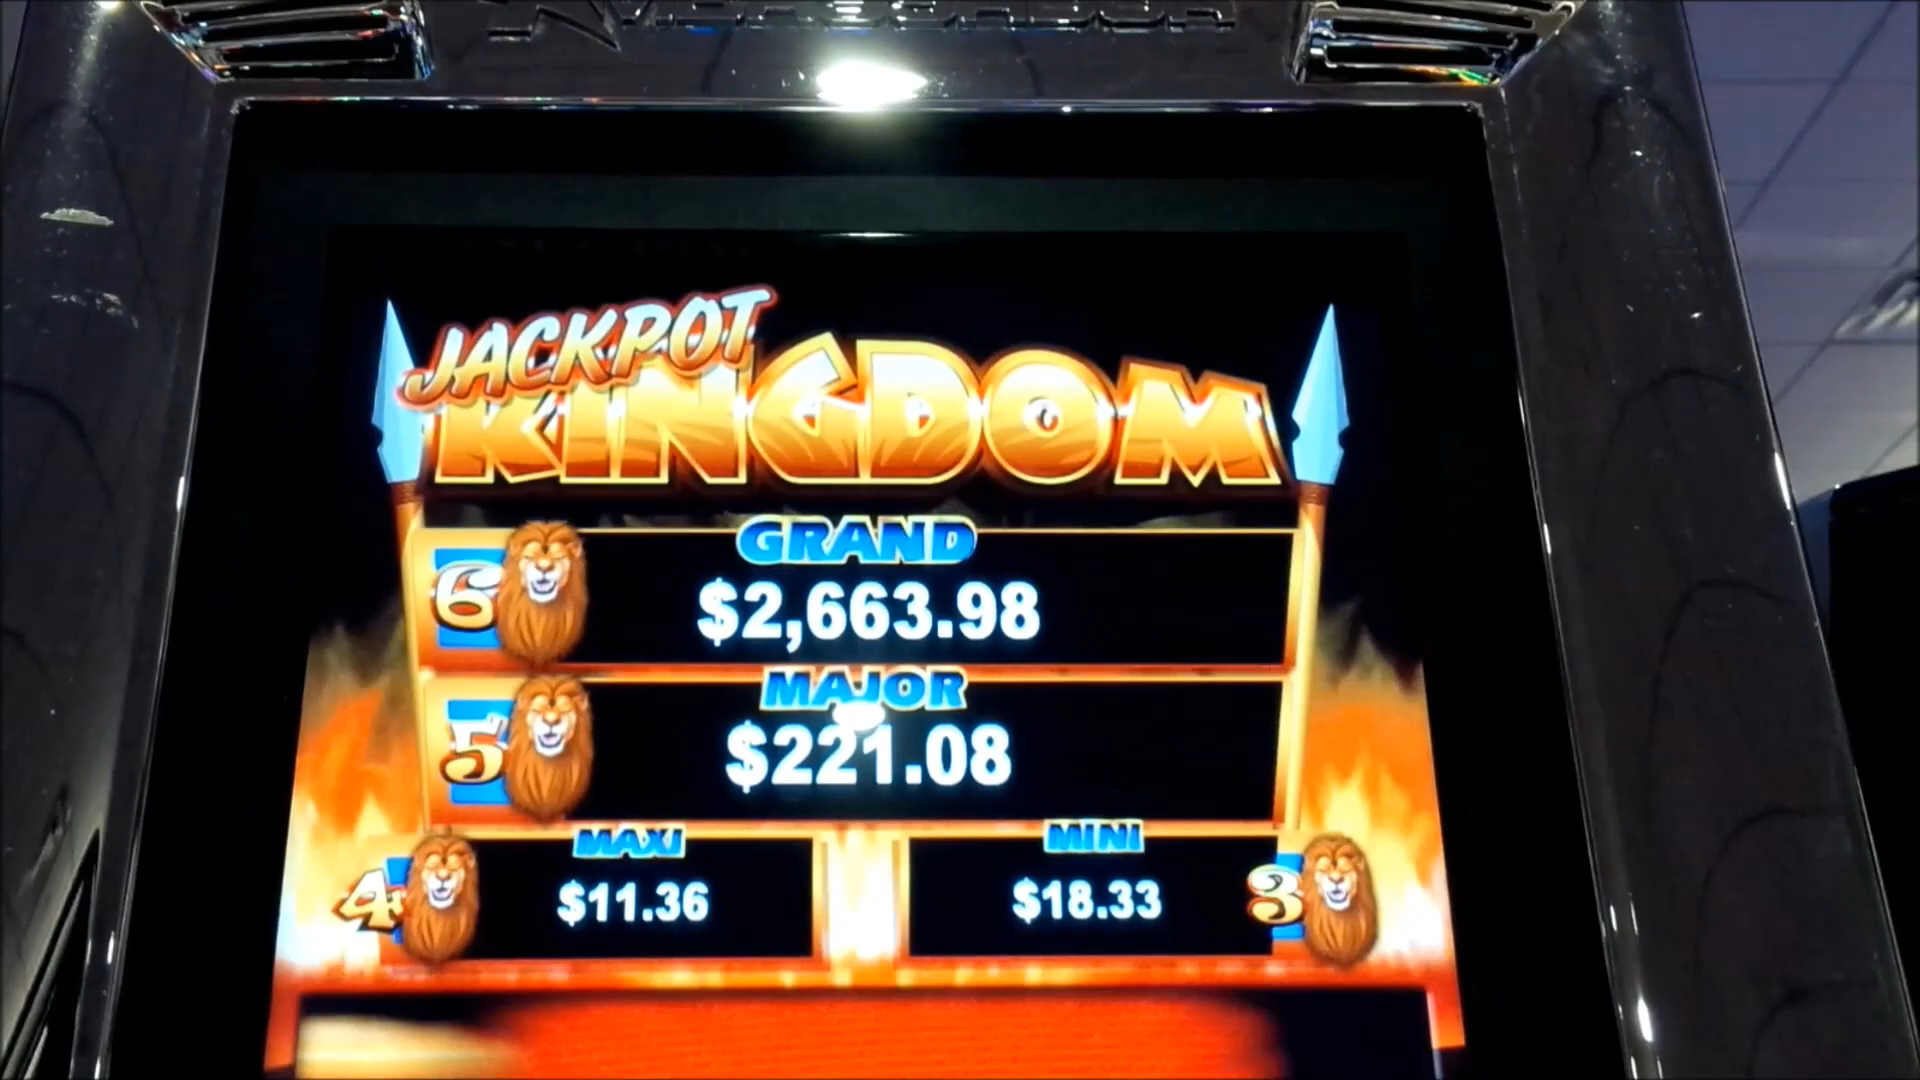 AMBASSADOR
JACKPOT
KINGDOM
GRAND
6 $2,663.98
MAJOR
5 $221.08
MAXI MINI
4 $11.36 $18.33 3